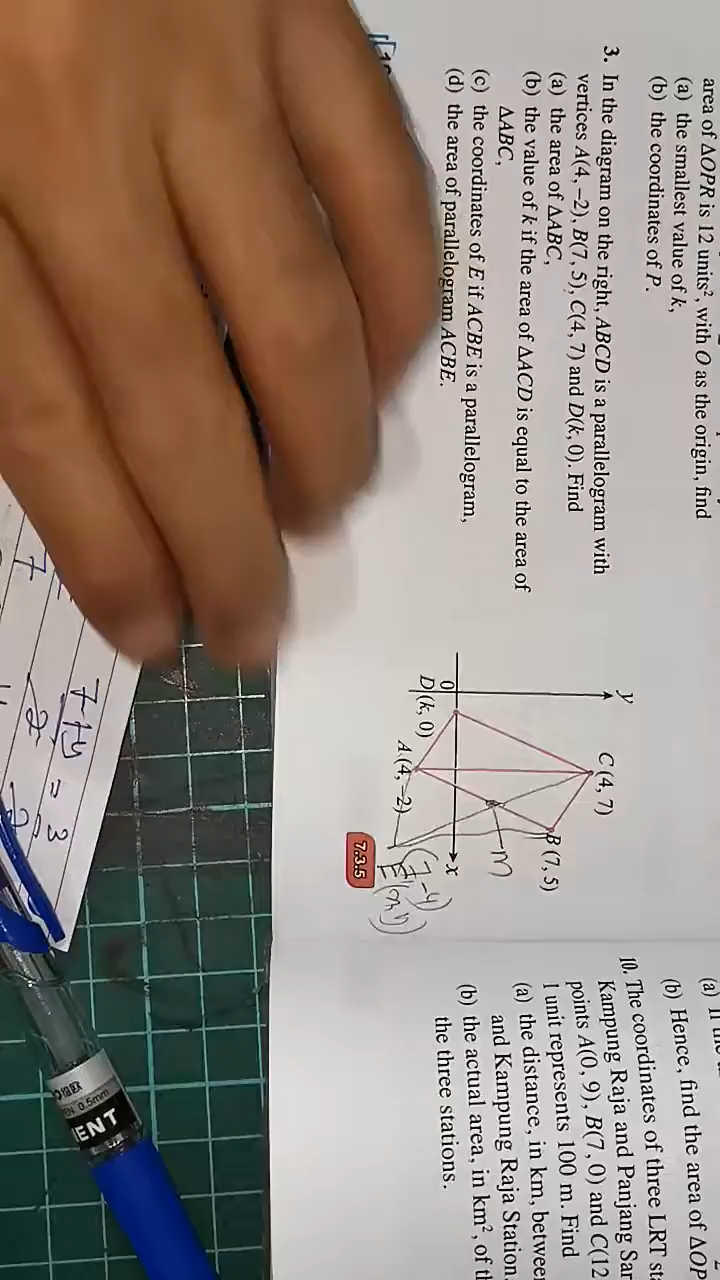 area of ΔOPR is 12 units², with O as the origin, find
(a) the smallest value of k,
(b) the coordinates of P.
3. In the diagram on the right, ABCD is a parallelogram with
vertices A(4, −2), B(7, 5), C(4, 7) and D(k, 0). Find
(a) the area of ΔABC,
(b) the value of k if the area of ΔACD is equal to the area of
ΔABC,
(c) the coordinates of E if ACBE is a parallelogram,
(d) the area of parallelogram ACBE.
y
C (4, 7)
B (7, 5)
m
0
x
D (k, 0)
A (4, −2)
(7, -4)
E (x, y)
7.3.5
(b) Hence, find the area of ΔOP
10. The coordinates of three LRT st
Kampung Raja and Panjang Sar
points A(0, 9), B(7, 0) and C(12
1 unit represents 100 m. Find
(a) the distance, in km, betwee
and Kampung Raja Station
(b) the actual area, in km², of t
the three stations.
7+y = 3
2
7
0.5mm